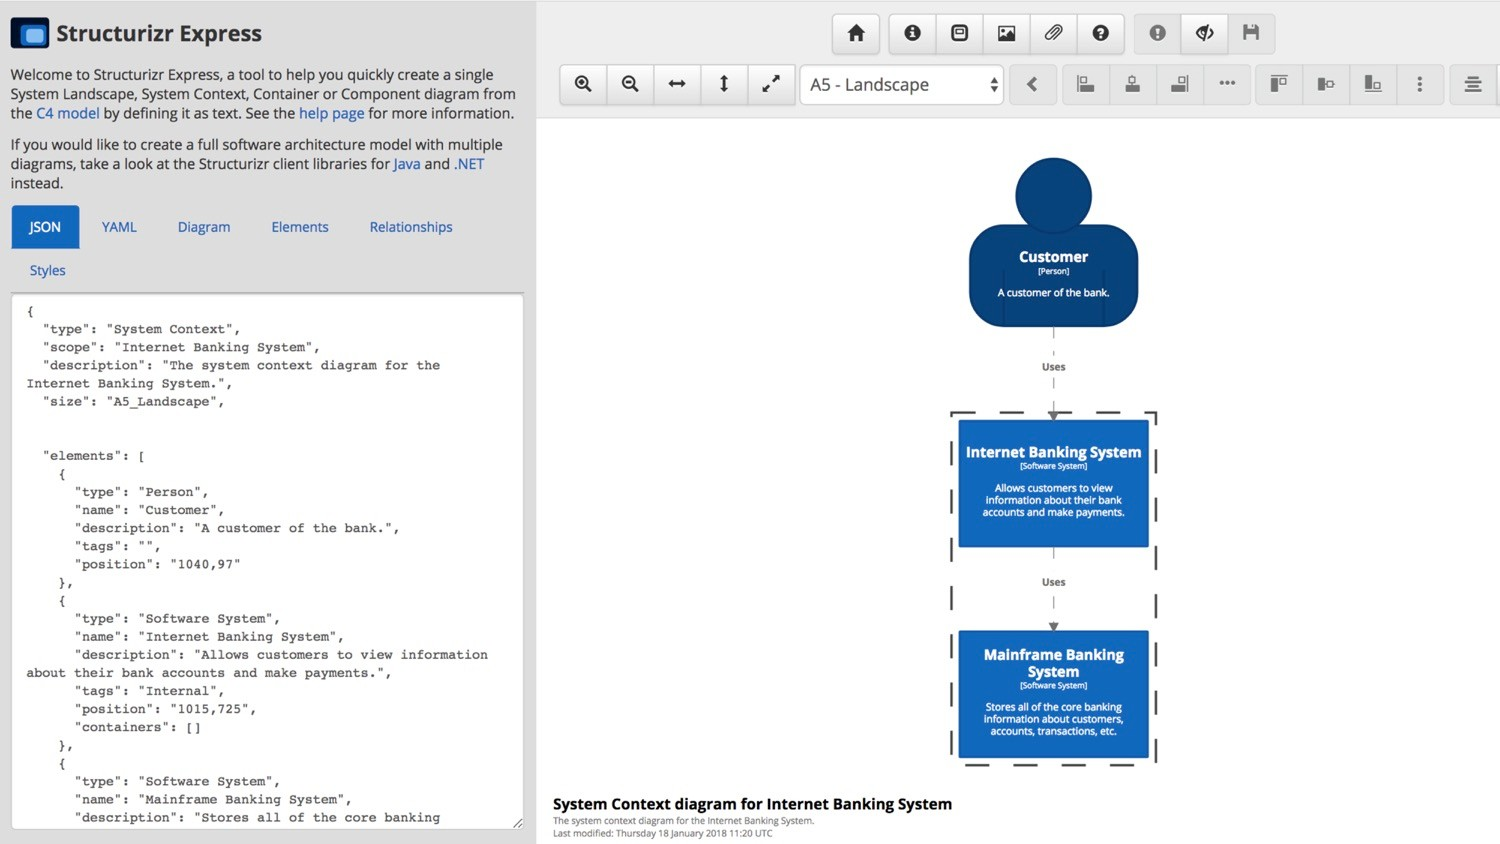 Structurizr Express
Welcome to Structurizr Express, a tool to help you quickly create a single
System Landscape, System Context, Container or Component diagram from
the C4 model by defining it as text. See the help page for more information.
If you would like to create a full software architecture model with multiple
diagrams, take a look at the Structurizr client libraries for Java and .NET
instead.
JSON YAML Diagram Elements Relationships
Styles
{
"type": "System Context",
"scope": "Internet Banking System",
"description": "The system context diagram for the
Internet Banking System.",
"size": "A5_Landscape",
"elements": [
{
"type": "Person",
"name": "Customer",
"description": "A customer of the bank.",
"tags": "",
"position": "1040,97"
},
{
"type": "Software System",
"name": "Internet Banking System",
"description": "Allows customers to view information
about their bank accounts and make payments.",
"tags": "Internal",
"position": "1015,725",
"containers": []
},
{
"type": "Software System",
"name": "Mainframe Banking System",
"description": "Stores all of the core banking
A5 - Landscape
Customer
[Person]
A customer of the bank.
Uses
Internet Banking System
[Software System]
Allows customers to view
information about their bank
accounts and make payments.
Uses
Mainframe Banking
System
[Software System]
Stores all of the core banking
information about customers,
accounts, transactions, etc.
System Context diagram for Internet Banking System
The system context diagram for the Internet Banking System.
Last modified: Thursday 18 January 2018 11:20 UTC